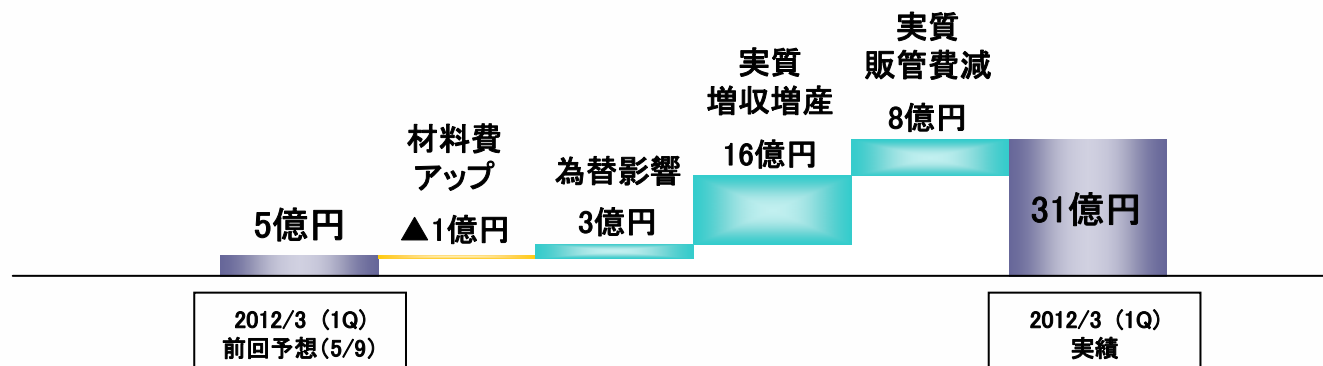 5億円
材料費
アップ
▲1億円
為替影響
3億円
実質
増収増産
16億円
実質
販管費減
8億円
31億円
2012/3 (1Q)
前回予想(5/9)
2012/3 (1Q)
実績